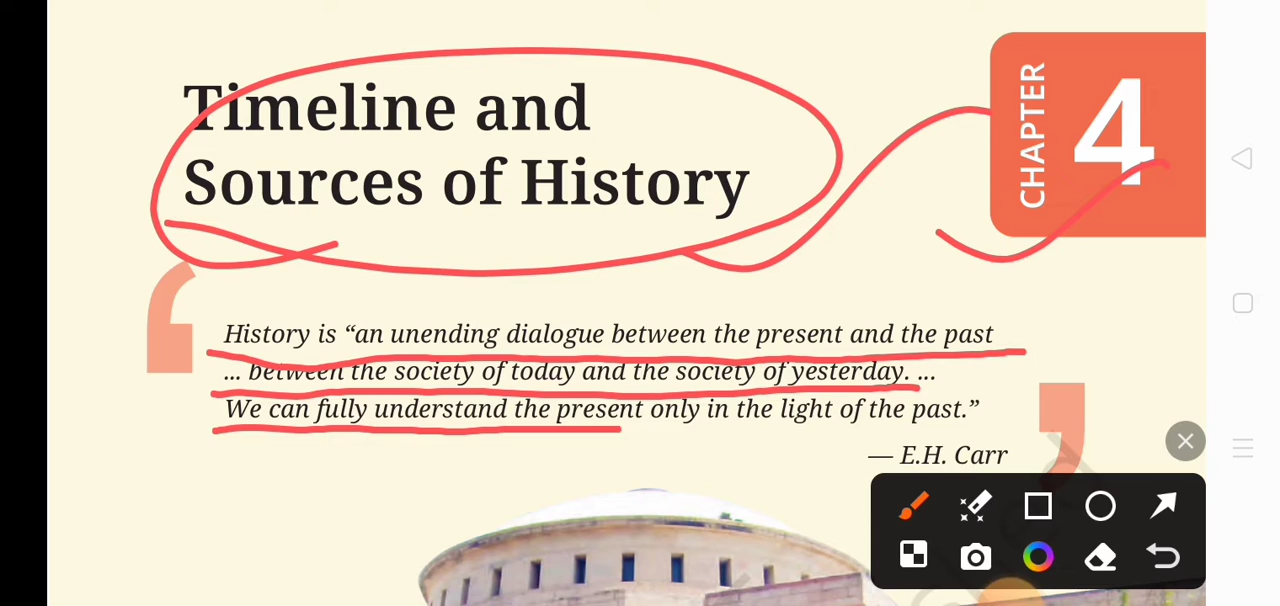 Timeline and
Sources of History
CHAPTER
4
History is “an unending dialogue between the present and the past
... between the society of today and the society of yesterday. ...
We can fully understand the present only in the light of the past.”
— E.H. Carr